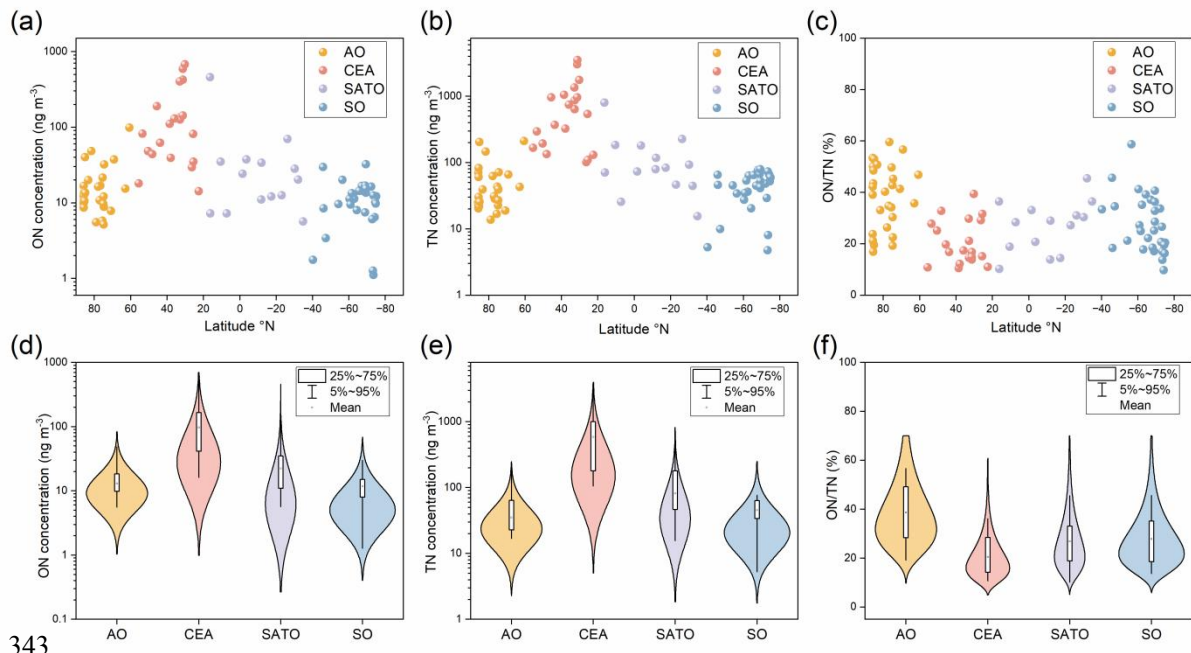 (a)
ON concentration (ng m⁻³)
1000
100
10
1
80 60 40 20 0 −20 −40 −60 −80
Latitude °N
AO
CEA
SATO
SO
(b)
TN concentration (ng m⁻³)
1000
100
10
1
80 60 40 20 0 −20 −40 −60 −80
Latitude °N
AO
CEA
SATO
SO
(c)
ON/TN (%)
100
80
60
40
20
0
80 60 40 20 0 −20 −40 −60 −80
Latitude °N
AO
CEA
SATO
SO
(d)
ON concentration (ng m⁻³)
1000
100
10
1
0.1
AO CEA SATO SO
25%~75%
5%~95%
Mean
(e)
TN concentration (ng m⁻³)
1000
100
10
1
AO CEA SATO SO
25%~75%
5%~95%
Mean
(f)
ON/TN (%)
100
80
60
40
20
0
AO CEA SATO SO
25%~75%
5%~95%
Mean
343